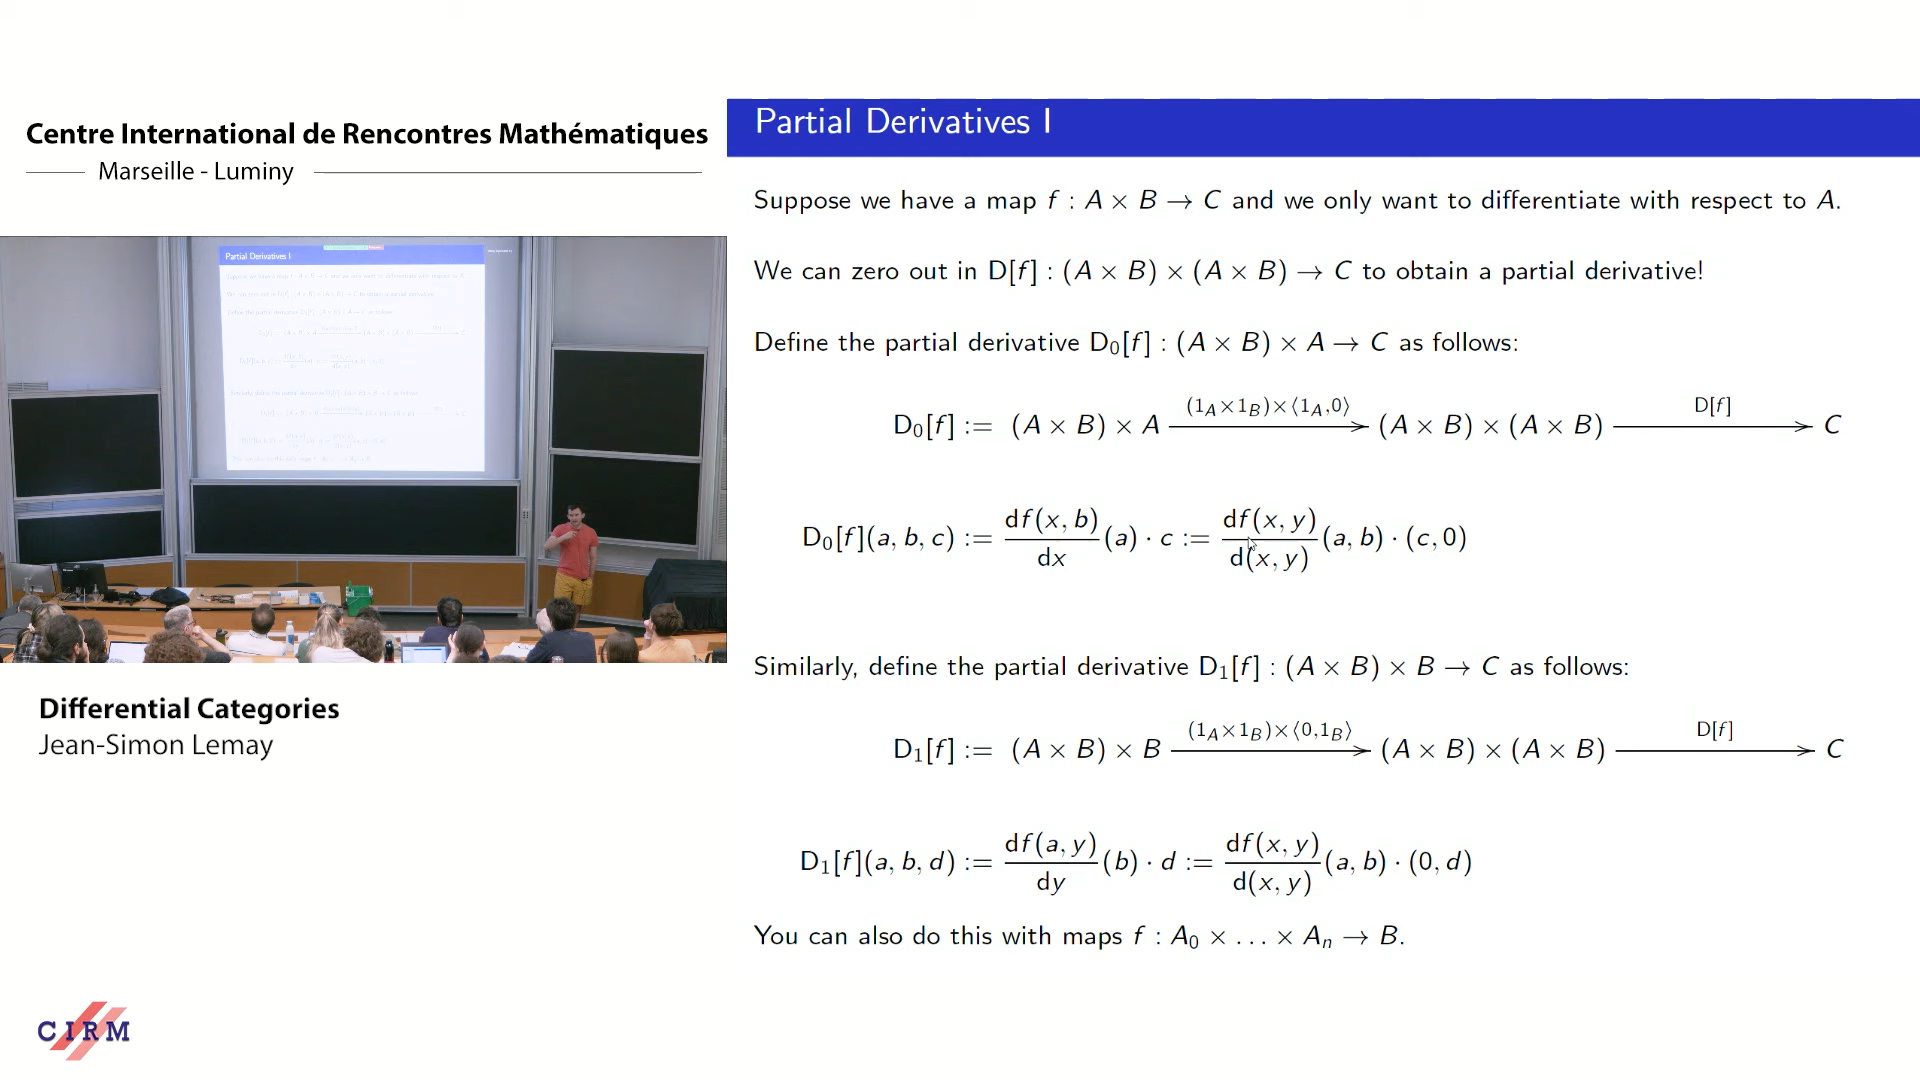 Centre International de Rencontres Mathématiques
Marseille - Luminy
Partial Derivatives I
Differential Categories
Jean-Simon Lemay
CIRM
Partial Derivatives I
Suppose we have a map f : A × B → C and we only want to differentiate with respect to A.
We can zero out in D[f] : (A × B) × (A × B) → C to obtain a partial derivative!
Define the partial derivative D₀[f] : (A × B) × A → C as follows:
(1_A×1_B)×⟨1_A,0⟩ D[f]
D₀[f] := (A × B) × A ⟶ (A × B) × (A × B) ⟶ C
D₀[f](a, b, c) := df(x, b)/dx (a) · c := df(x, y)/d(x, y) (a, b) · (c, 0)
Similarly, define the partial derivative D₁[f] : (A × B) × B → C as follows:
(1_A×1_B)×⟨0,1_B⟩ D[f]
D₁[f] := (A × B) × B ⟶ (A × B) × (A × B) ⟶ C
D₁[f](a, b, d) := df(a, y)/dy (b) · d := df(x, y)/d(x, y) (a, b) · (0, d)
You can also do this with maps f : A₀ × … × Aₙ → B.